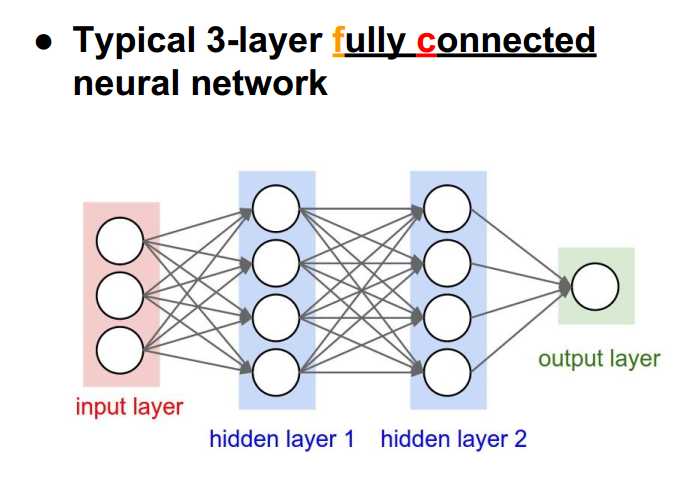 ● Typical 3-layer fully connected
neural network
input layer
hidden layer 1
hidden layer 2
output layer